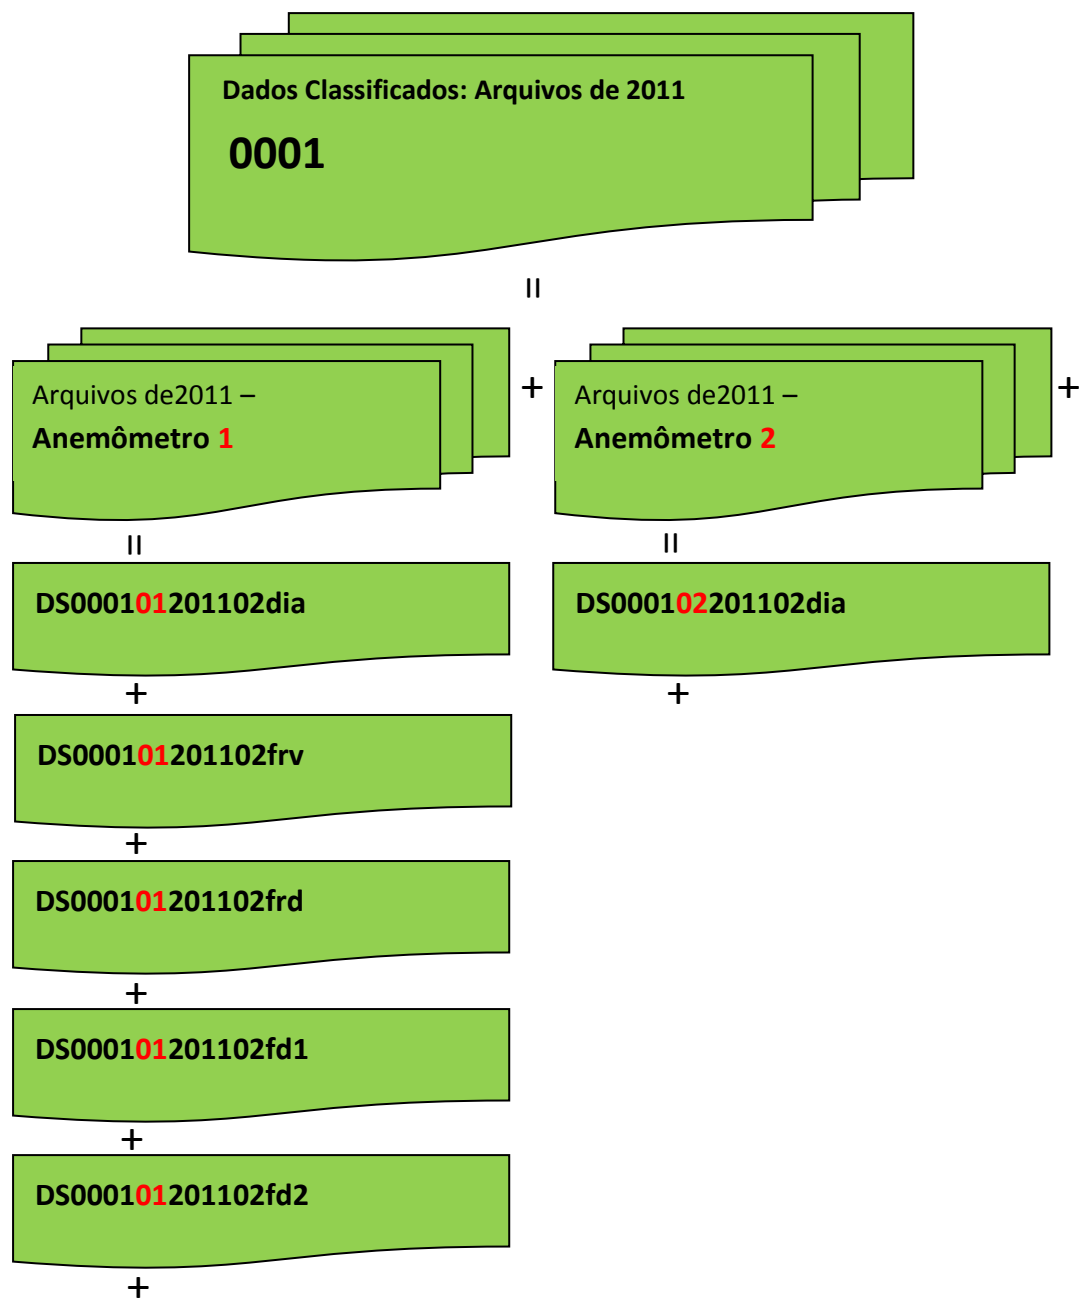 Dados Classificados: Arquivos de 2011
0001
=
Arquivos de2011 –
Anemômetro 1
+
Arquivos de2011 –
Anemômetro 2
+
=
=
DS000101201102dia
DS000102201102dia
+
+
DS000101201102frv
+
DS000101201102frd
+
DS000101201102fd1
+
DS000101201102fd2
+